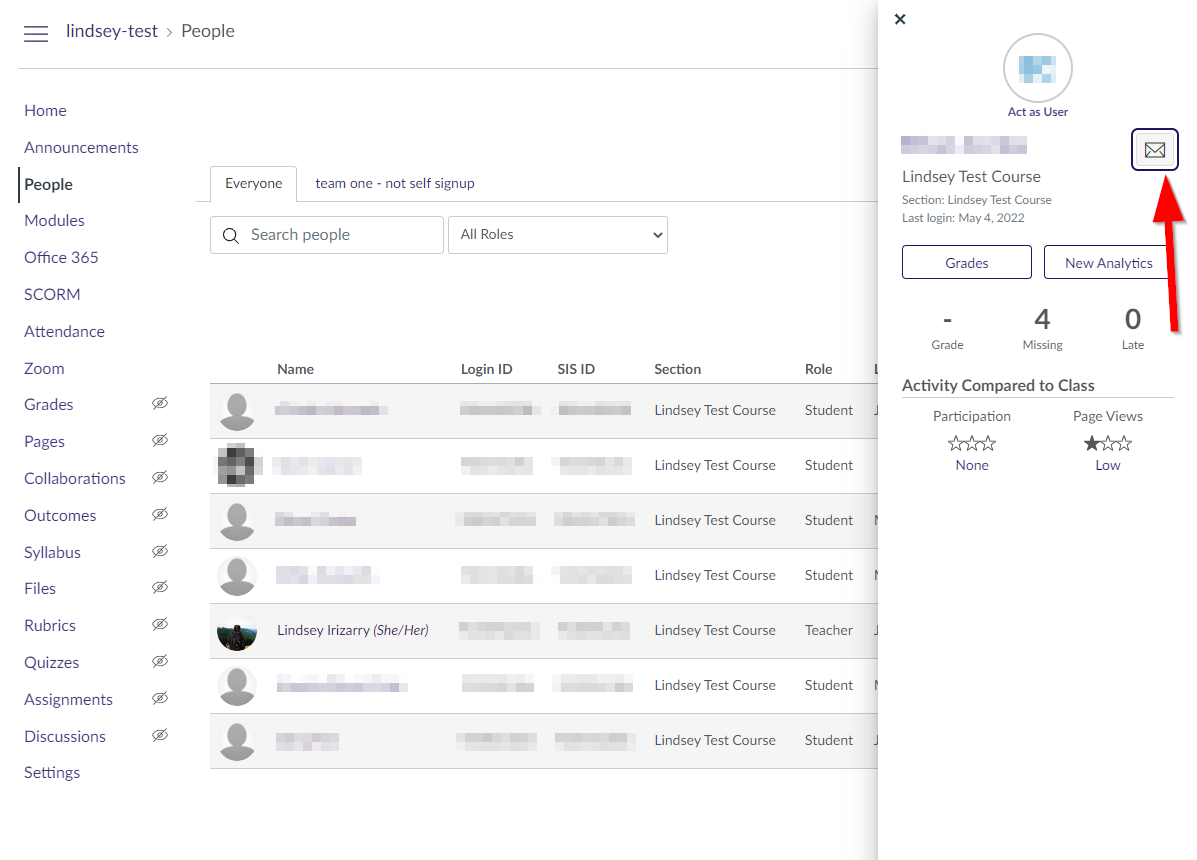 lindsey-test › People
Home
Announcements
People
Modules
Office 365
SCORM
Attendance
Zoom
Grades
Pages
Collaborations
Outcomes
Syllabus
Files
Rubrics
Quizzes
Assignments
Discussions
Settings
Everyone team one - not self signup
Search people All Roles
Name Login ID SIS ID Section Role
Lindsey Test Course Student
Lindsey Test Course Student
Lindsey Test Course Student
Lindsey Test Course Student
Lindsey Irizarry (She/Her) Lindsey Test Course Teacher
Lindsey Test Course Student
Lindsey Test Course Student
Act as User
Lindsey Test Course
Section: Lindsey Test Course
Last login: May 4, 2022
Grades New Analytics
- 4 0
Grade Missing Late
Activity Compared to Class
Participation Page Views
None Low